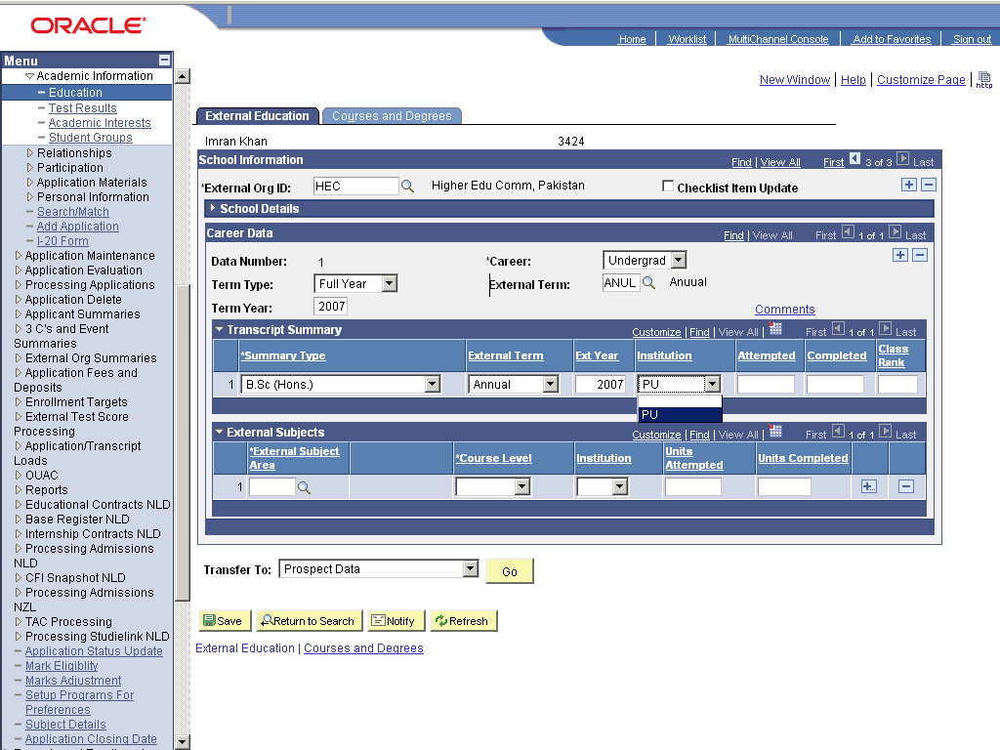 ORACLE®
Home Worklist MultiChannel Console Add to Favorites Sign out
Menu
Academic Information
Education
Test Results
Academic Interests
Student Groups
Relationships
Participation
Application Materials
Personal Information
Search/Match
Add Application
I-20 Form
Application Maintenance
Application Evaluation
Processing Applications
Application Delete
Applicant Summaries
3 C's and Event
Summaries
External Org Summaries
Application Fees and
Deposits
Enrollment Targets
External Test Score
Processing
Application/Transcript
Loads
OUAC
Reports
Educational Contracts NLD
Base Register NLD
Internship Contracts NLD
Processing Admissions
NLD
CFI Snapshot NLD
Processing Admissions
NZL
TAC Processing
Processing Studielink NLD
Application Status Update
Mark Eligiblity
Marks Adjustment
Setup Programs For
Preferences
Subject Details
Application Closing Date
New Window | Help | Customize Page | http
External Education Courses and Degrees
Imran Khan 3424
School Information Find | View All First 3 of 3 Last
*External Org ID: HEC Higher Edu Comm, Pakistan Checklist Item Update
School Details
Career Data Find | View All First 1 of 1 Last
Data Number: 1 *Career: Undergrad
Term Type: Full Year External Term: ANUL Anuual
Term Year: 2007
Comments
Transcript Summary Customize | Find | View All | First 1 of 1 Last
*Summary Type External Term Ext Year Institution Attempted Completed Class Rank
1 B.Sc (Hons.) Annual 2007 PU
PU
External Subjects Customize | Find | View All | First 1 of 1 Last
*External Subject Area *Course Level Institution Units Attempted Units Completed
1
Transfer To: Prospect Data Go
Save Return to Search Notify Refresh
External Education | Courses and Degrees